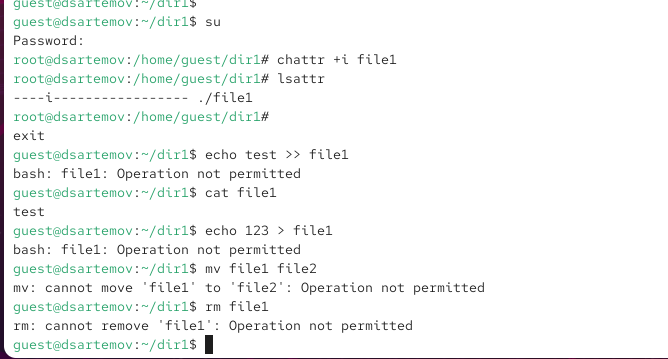 guest@dsartemov:~/dir1$
guest@dsartemov:~/dir1$ su
Password:
root@dsartemov:/home/guest/dir1# chattr +i file1
root@dsartemov:/home/guest/dir1# lsattr
----i----------------- ./file1
root@dsartemov:/home/guest/dir1#
exit
guest@dsartemov:~/dir1$ echo test >> file1
bash: file1: Operation not permitted
guest@dsartemov:~/dir1$ cat file1
test
guest@dsartemov:~/dir1$ echo 123 > file1
bash: file1: Operation not permitted
guest@dsartemov:~/dir1$ mv file1 file2
mv: cannot move 'file1' to 'file2': Operation not permitted
guest@dsartemov:~/dir1$ rm file1
rm: cannot remove 'file1': Operation not permitted
guest@dsartemov:~/dir1$